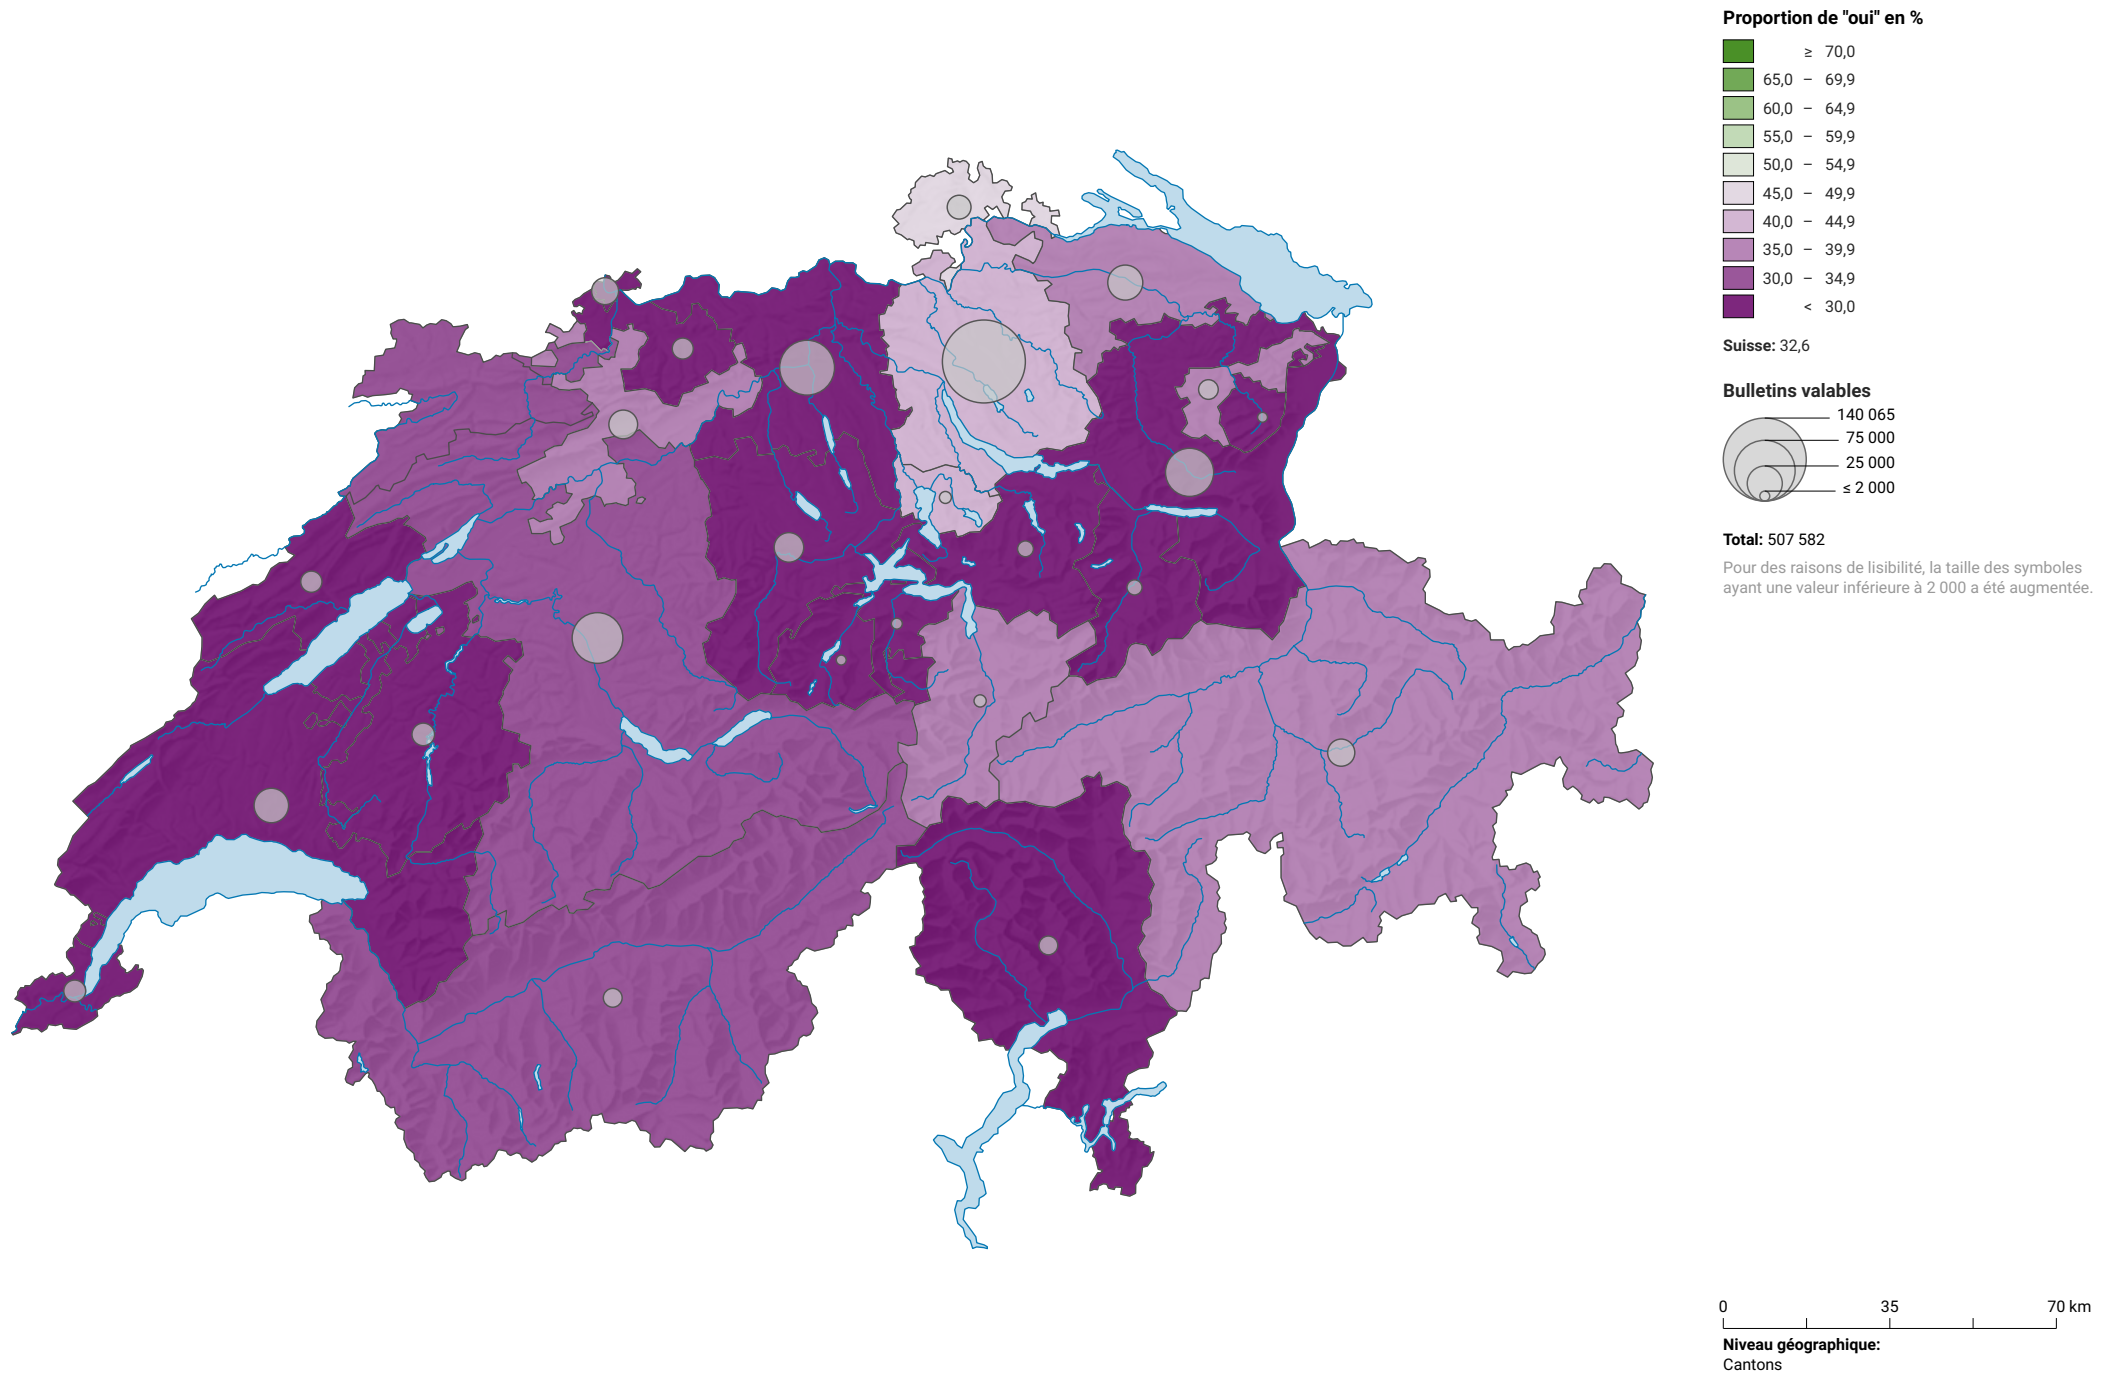 Proportion de "oui" en %
≥ 70,0
65,0 – 69,9
60,0 – 64,9
55,0 – 59,9
50,0 – 54,9
45,0 – 49,9
40,0 – 44,9
35,0 – 39,9
30,0 – 34,9
< 30,0
Suisse: 32,6
Bulletins valables
140 065
75 000
25 000
≤ 2 000
Total: 507 582
Pour des raisons de lisibilité, la taille des symboles
ayant une valeur inférieure à 2 000 a été augmentée.
0 35 70 km
Niveau géographique:
Cantons